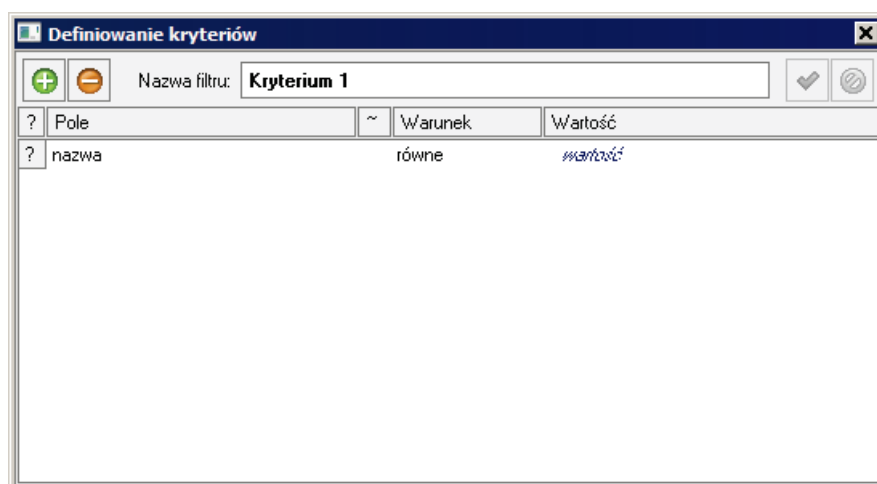 Definiowanie kryteriów
Nazwa filtru: Kryterium 1
? Pole ~ Warunek Wartość
? nazwa równe wartość